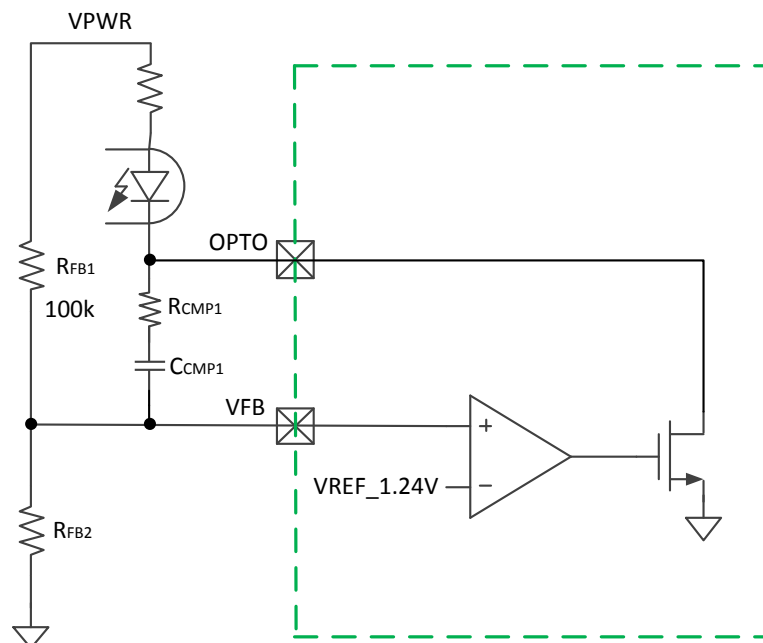 VPWR
OPTO
RFB1
100k
RCMP1
CCMP1
VFB
+
VREF_1.24V
−
RFB2